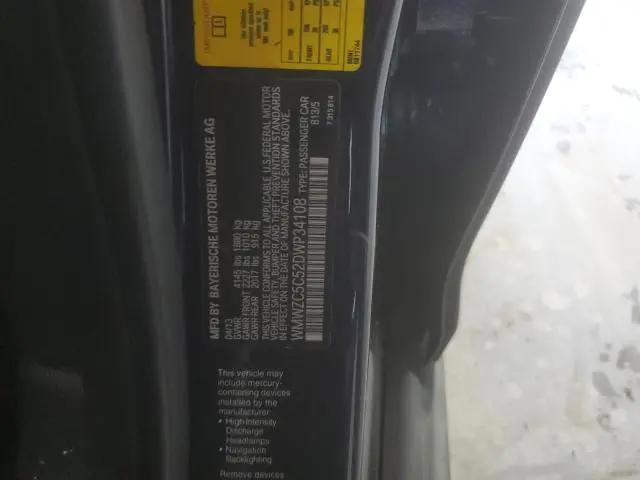 MFD BY BAYERISCHE MOTOREN WERKE AG
04/13
GVWR 4145 lbs 1880 kg
GAWR FRONT 2227 lbs 1010 kg
GAWR REAR 2017 lbs 915 kg
THIS VEHICLE CONFORMS TO ALL APPLICABLE U.S. FEDERAL MOTOR
VEHICLE SAFETY, BUMPER AND THEFT PREVENTION STANDARDS
IN EFFECT ON THE DATE OF MANUFACTURE SHOWN ABOVE.
WMWZC5C52DWP34108 TYPE: PASSENGER CAR
813/5
7 315 814
This vehicle may
include mercury-
containing devices
installed by the
manufacturer
• High Intensity
Discharge
Headlamps
• Navigation
Backlighting
Remove devices